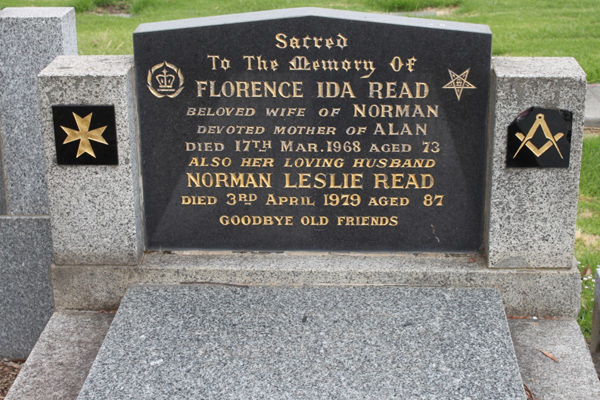 Sacred
To The Memory Of
FLORENCE IDA READ
BELOVED WIFE OF NORMAN
DEVOTED MOTHER OF ALAN
DIED 17TH MAR. 1968 AGED 73
ALSO HER LOVING HUSBAND
NORMAN LESLIE READ
DIED 3RD APRIL 1979 AGED 87
GOODBYE OLD FRIENDS